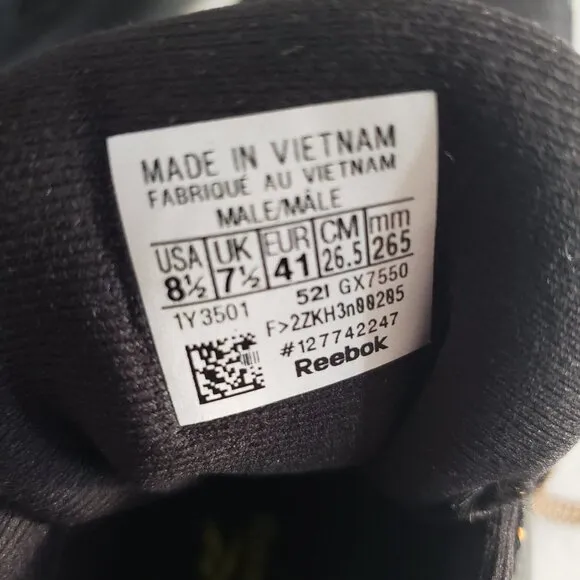 MADE IN VIETNAM
FABRIQUÉ AU VIETNAM
MALE/MÂLE
USA UK EUR CM mm
8½ 7½ 41 26.5 265
1Y3501 521 GX7550
F>2ZKH3n00205
#127742247
Reebok